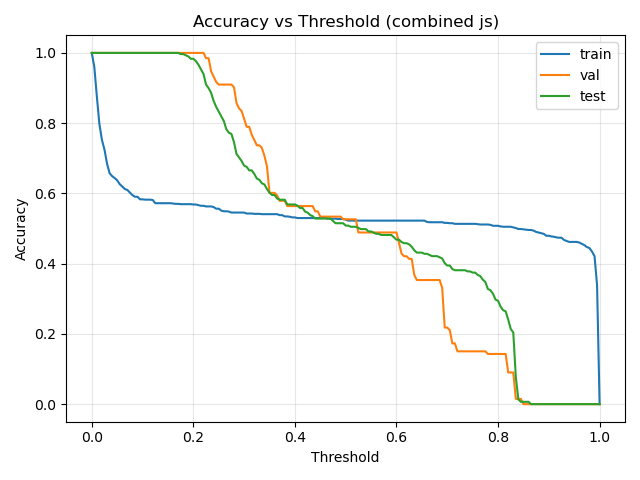 Accuracy vs Threshold (combined js)
train
val
test
1.0
0.8
0.6
0.4
0.2
0.0
Accuracy
0.0 0.2 0.4 0.6 0.8 1.0
Threshold